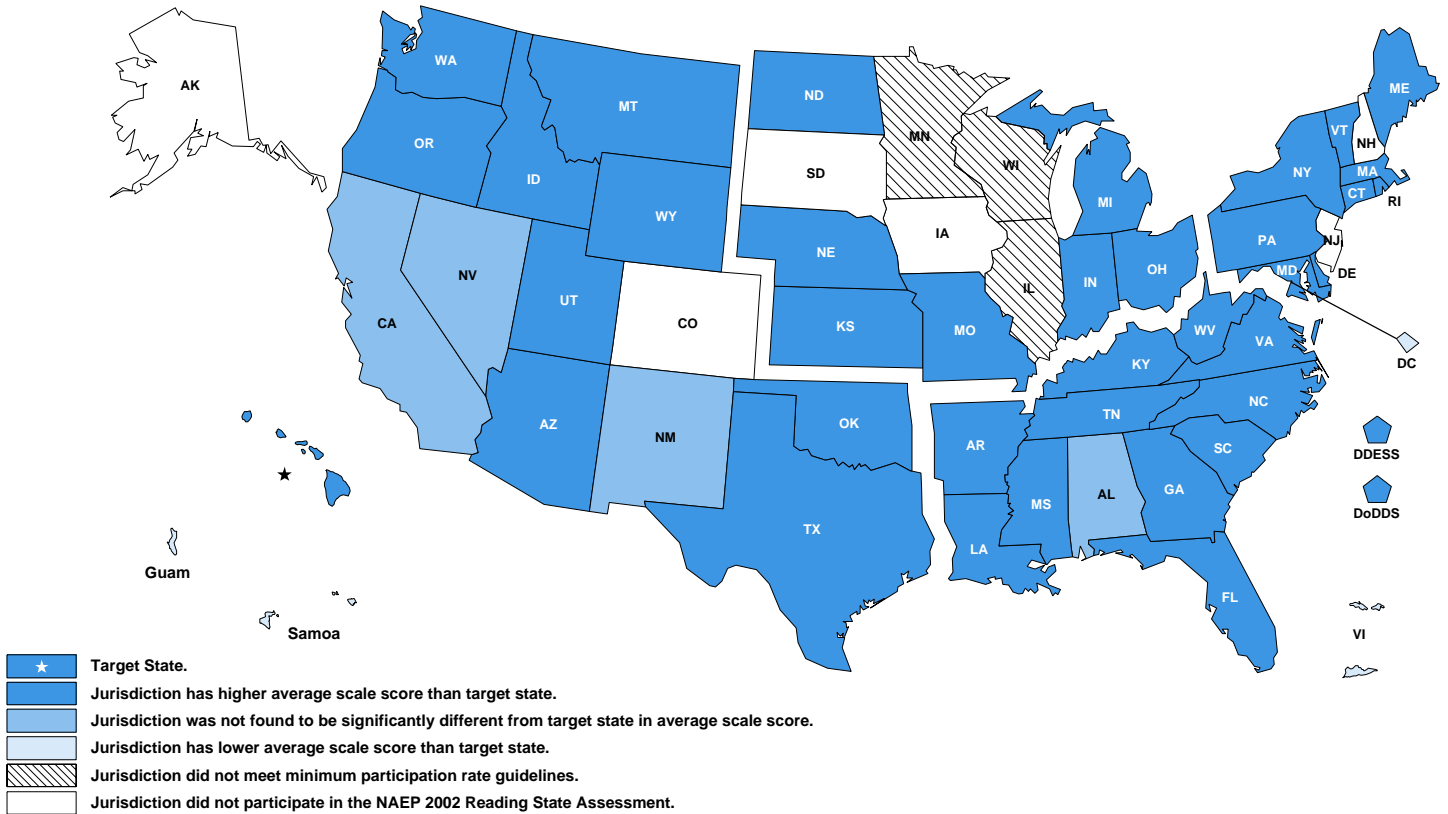 WA
AK
MT
ND
ME
OR
MN
VT
NH
ID
SD
WI
NY
MA
CT
RI
WY
MI
IA
PA
NJ
NE
OH
MD
DE
NV
IN
UT
IL
CA
CO
KS
MO
WV
VA
KY
DC
NC
TN
AZ
NM
OK
AR
SC
DDESS
GA
AL
MS
DoDDS
TX
LA
Guam
FL
Samoa
VI
Target State.
Jurisdiction has higher average scale score than target state.
Jurisdiction was not found to be significantly different from target state in average scale score.
Jurisdiction has lower average scale score than target state.
Jurisdiction did not meet minimum participation rate guidelines.
Jurisdiction did not participate in the NAEP 2002 Reading State Assessment.